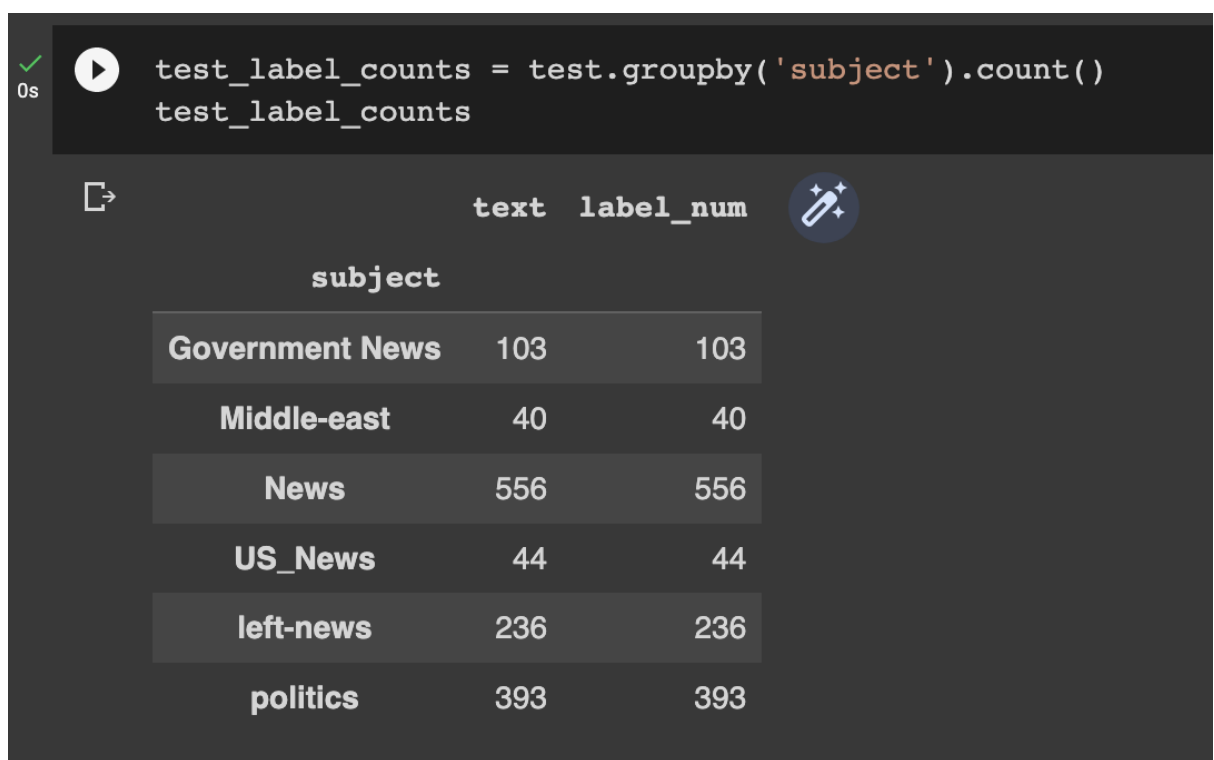 test_label_counts = test.groupby('subject').count()
0s
test_label_counts
text label_num
subject
Government News 103 103
Middle-east 40 40
News 556 556
US_News 44 44
left-news 236 236
politics 393 393